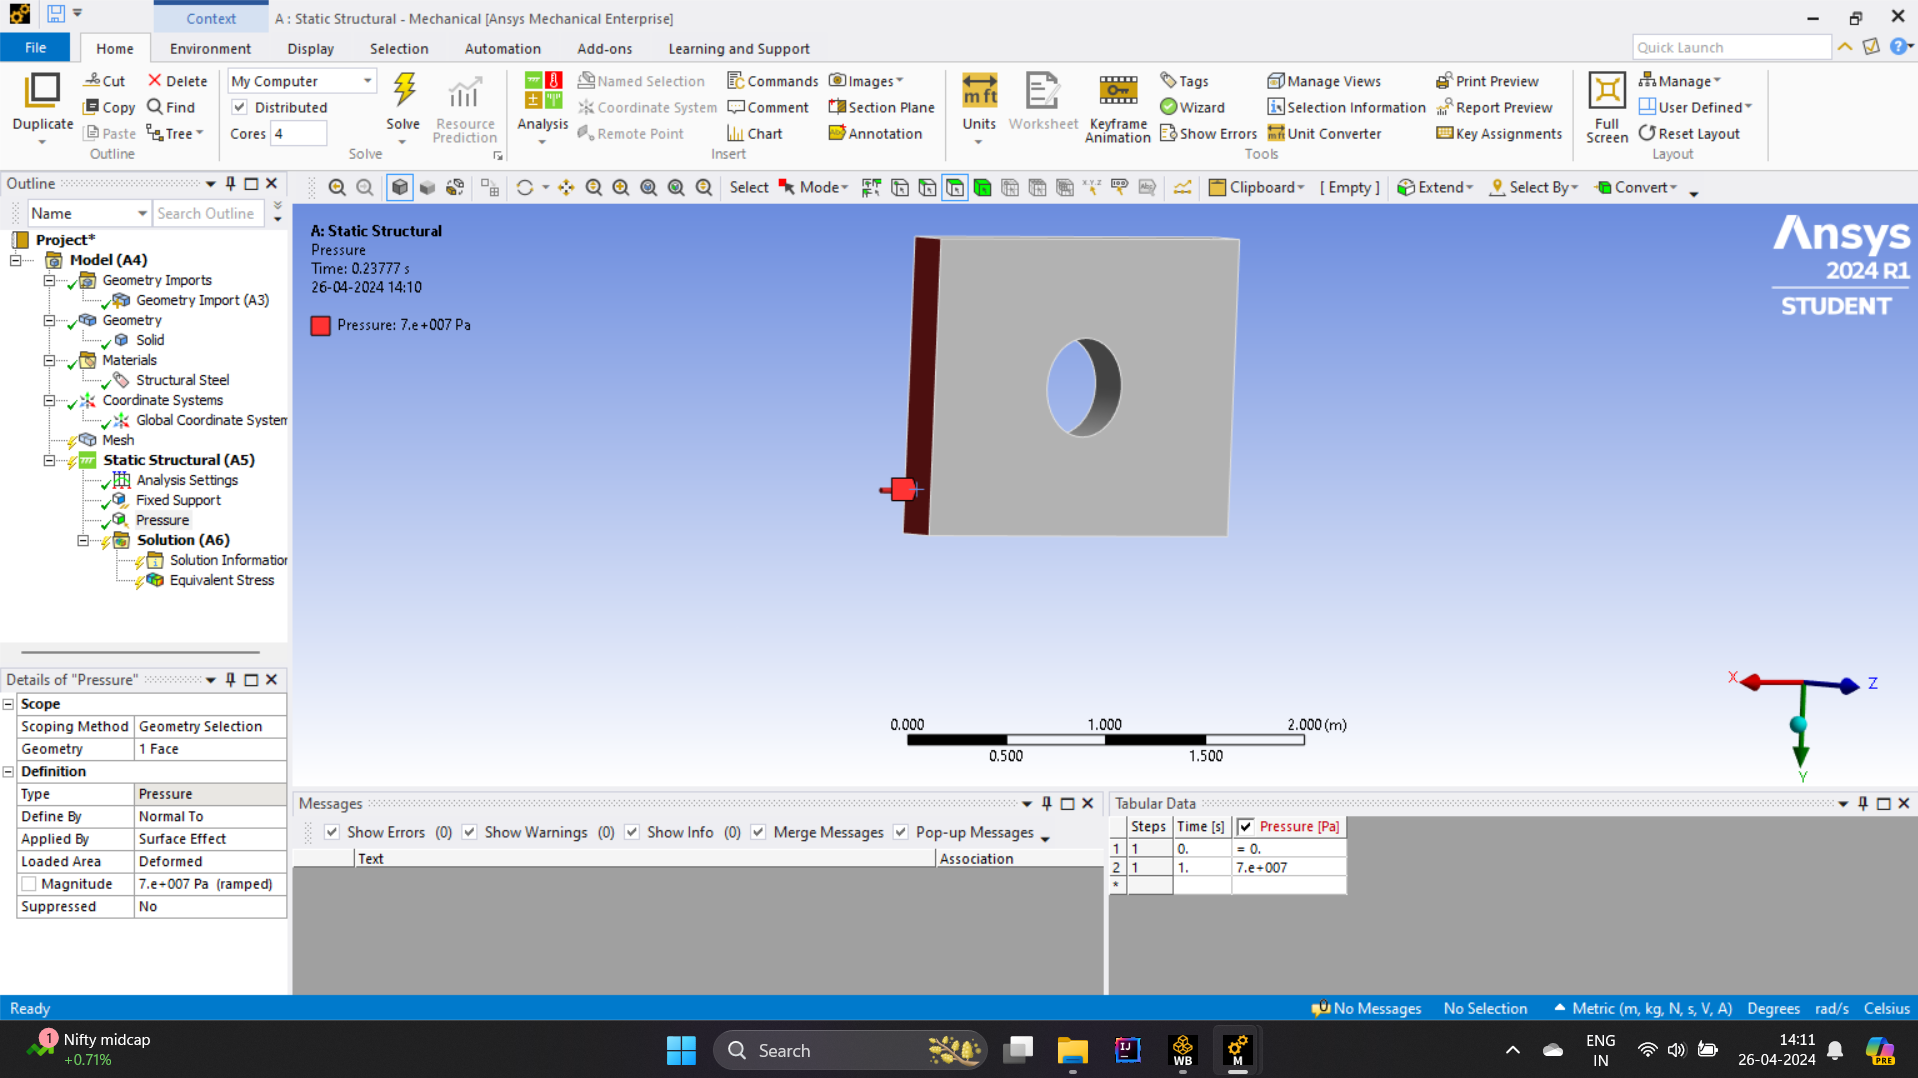 Context
A : Static Structural - Mechanical [Ansys Mechanical Enterprise]
File Home Environment Display Selection Automation Add-ons Learning and Support
Quick Launch
Duplicate
Cut
Copy
Paste
Delete
Find
Tree
Outline
My Computer
Distributed
Cores 4
Solve
Resource Prediction
Solve
Analysis
Named Selection
Coordinate System
Remote Point
Commands
Comment
Chart
Images
Section Plane
Annotation
Insert
mft
Units
Worksheet
Keyframe Animation
Tags
Wizard
Show Errors
Manage Views
Selection Information
Unit Converter
Print Preview
Report Preview
Key Assignments
Tools
Full Screen
Manage
User Defined
Reset Layout
Layout
Outline
Name
Search Outline
Select Mode
Clipboard [ Empty ] Extend Select By Convert
Project*
Model (A4)
Geometry Imports
Geometry Import (A3)
Geometry
Solid
Materials
Structural Steel
Coordinate Systems
Global Coordinate System
Mesh
Static Structural (A5)
Analysis Settings
Fixed Support
Pressure
Solution (A6)
Solution Information
Equivalent Stress
A: Static Structural
Pressure
Time: 0.23777 s
26-04-2024 14:10
Pressure: 7.e+007 Pa
Ansys
2024 R1
STUDENT
X
Z
Y
0.000 1.000 2.000 (m)
0.500 1.500
Details of "Pressure"
Scope
Scoping Method Geometry Selection
Geometry 1 Face
Definition
Type Pressure
Define By Normal To
Applied By Surface Effect
Loaded Area Deformed
Magnitude 7.e+007 Pa (ramped)
Suppressed No
Messages
Show Errors (0) Show Warnings (0) Show Info (0) Merge Messages Pop-up Messages
Text Association
Tabular Data
Steps Time [s] Pressure [Pa]
1 1 0. = 0.
2 1 1. 7.e+007
*
Ready
No Messages No Selection Metric (m, kg, N, s, V, A) Degrees rad/s Celsius
1
Nifty midcap
+0.71%
Search
IJ
WB
M
ENG
IN
14:11
26-04-2024
PRE